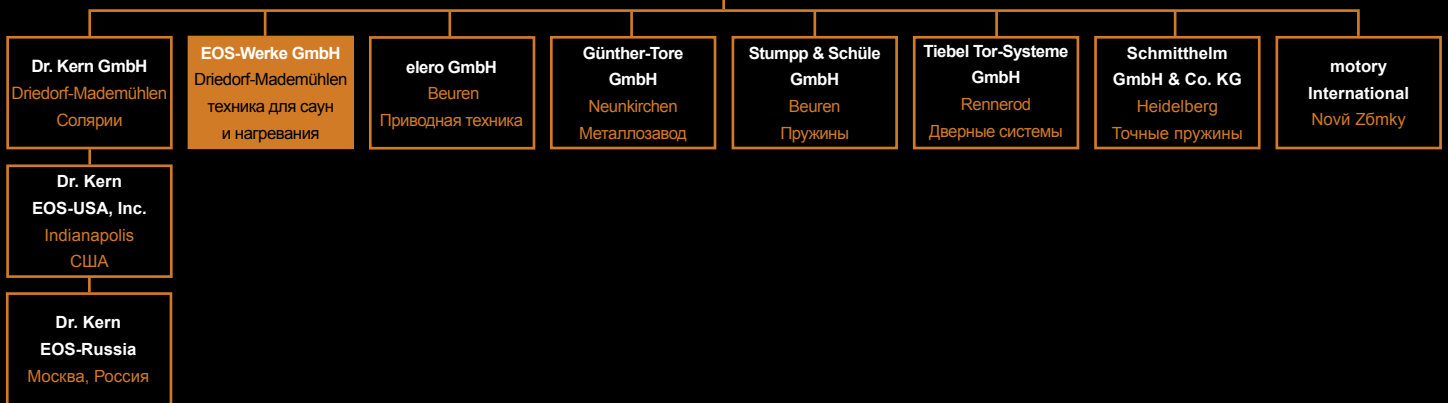 Dr. Kern GmbH
Driedorf-Mademühlen
Солярии
EOS-Werke GmbH
Driedorf-Mademühlen
техника для саун
и нагревания
elero GmbH
Beuren
Приводная техника
Günther-Tore
GmbH
Neunkirchen
Металлозавод
Stumpp & Schüle
GmbH
Beuren
Пружины
Tiebel Tor-Systeme
GmbH
Rennerod
Дверные системы
Schmitthelm
GmbH & Co. KG
Heidelberg
Точные пружины
motory
International
Novй Zбmky
Dr. Kern
EOS-USA, Inc.
Indianapolis
США
Dr. Kern
EOS-Russia
Москва, Россия